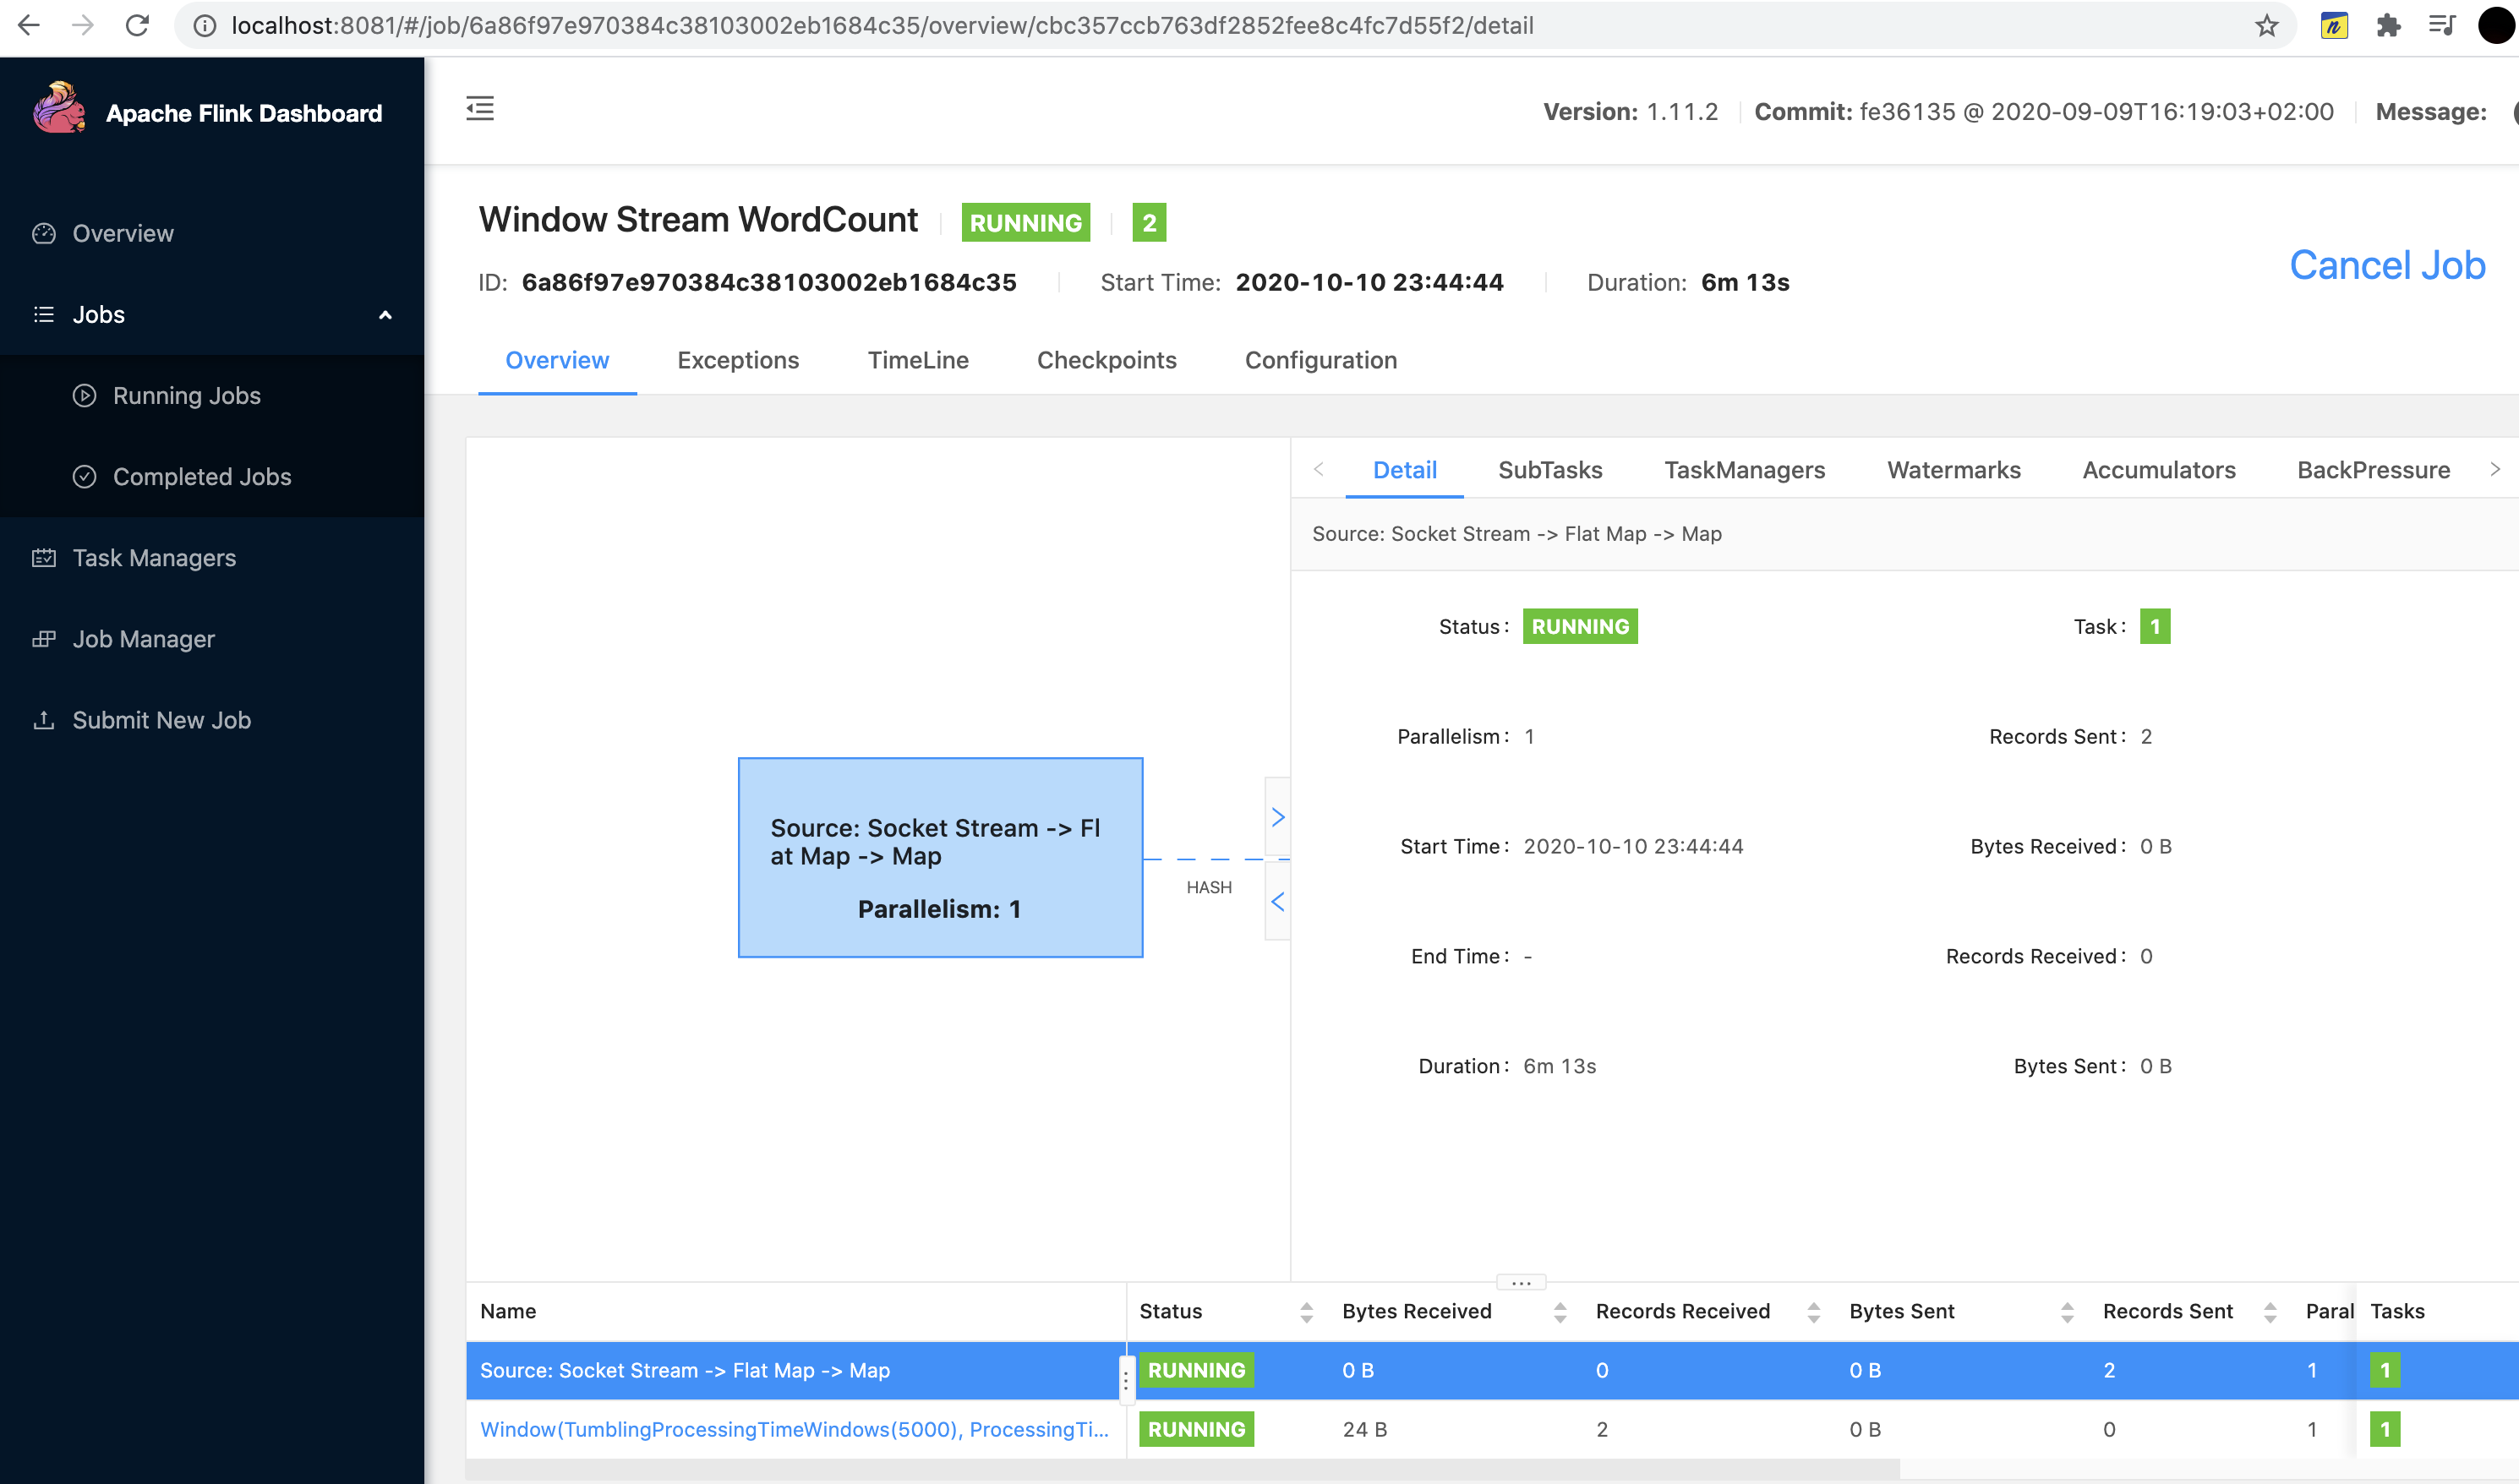 localhost:8081/#/job/6a86f97e970384c38103002eb1684c35/overview/cbc357ccb763df2852fee8c4fc7d55f2/detail
n
Apache Flink Dashboard
Version: 1.11.2 Commit: fe36135 @ 2020-09-09T16:19:03+02:00 Message:
Overview
Jobs
Running Jobs
Completed Jobs
Task Managers
Job Manager
Submit New Job
Window Stream WordCount RUNNING 2
ID: 6a86f97e970384c38103002eb1684c35 Start Time: 2020-10-10 23:44:44 Duration: 6m 13s
Cancel Job
Overview Exceptions TimeLine Checkpoints Configuration
Source: Socket Stream -> Fl
at Map -> Map
Parallelism: 1
HASH
Detail SubTasks TaskManagers Watermarks Accumulators BackPressure
Source: Socket Stream -> Flat Map -> Map
Status: RUNNING Task: 1
Parallelism: 1 Records Sent: 2
Start Time: 2020-10-10 23:44:44 Bytes Received: 0 B
End Time: - Records Received: 0
Duration: 6m 13s Bytes Sent: 0 B
Name Status Bytes Received Records Received Bytes Sent Records Sent Paral Tasks
Source: Socket Stream -> Flat Map -> Map RUNNING 0 B 0 0 B 2 1 1
Window(TumblingProcessingTimeWindows(5000), ProcessingTi... RUNNING 24 B 2 0 B 0 1 1